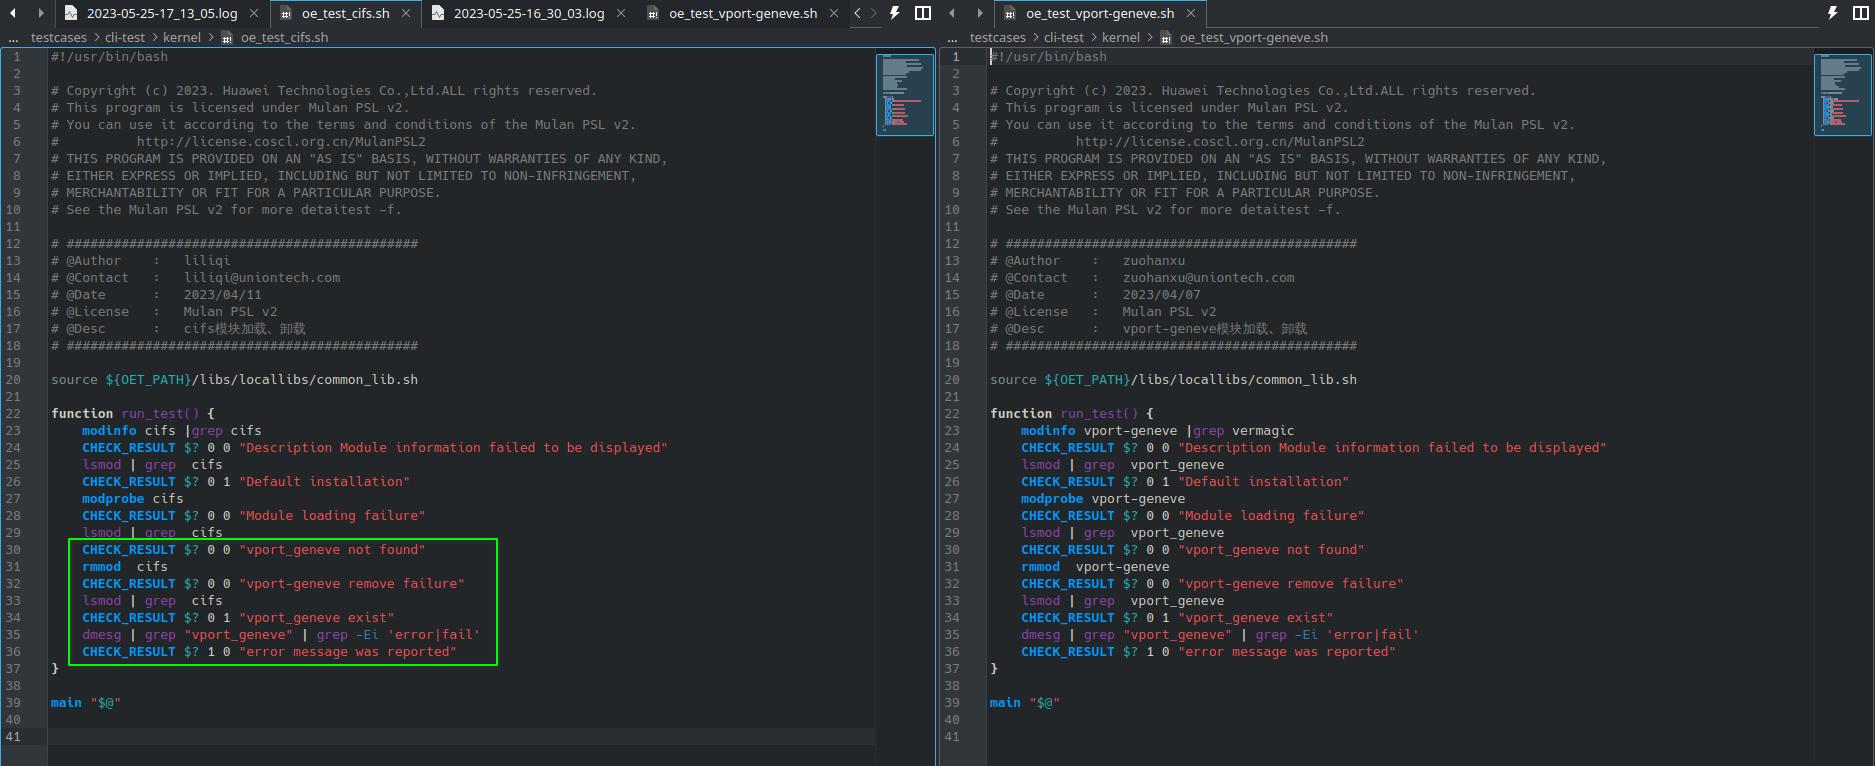 2023-05-25-17_13_05.log
oe_test_cifs.sh
2023-05-25-16_30_03.log
oe_test_vport-geneve.sh
... testcases > cli-test > kernel > oe_test_cifs.sh
1 #!/usr/bin/bash
2
3 # Copyright (c) 2023. Huawei Technologies Co.,Ltd.ALL rights reserved.
4 # This program is licensed under Mulan PSL v2.
5 # You can use it according to the terms and conditions of the Mulan PSL v2.
6 #          http://license.coscl.org.cn/MulanPSL2
7 # THIS PROGRAM IS PROVIDED ON AN "AS IS" BASIS, WITHOUT WARRANTIES OF ANY KIND,
8 # EITHER EXPRESS OR IMPLIED, INCLUDING BUT NOT LIMITED TO NON-INFRINGEMENT,
9 # MERCHANTABILITY OR FIT FOR A PARTICULAR PURPOSE.
10 # See the Mulan PSL v2 for more detaitest -f.
11
12 # #############################################
13 # @Author    :   liliqi
14 # @Contact   :   liliqi@uniontech.com
15 # @Date      :   2023/04/11
16 # @License   :   Mulan PSL v2
17 # @Desc      :   cifs模块加载、卸载
18 # #############################################
19
20 source ${OET_PATH}/libs/locallibs/common_lib.sh
21
22 function run_test() {
23     modinfo cifs |grep cifs
24     CHECK_RESULT $? 0 0 "Description Module information failed to be displayed"
25     lsmod | grep  cifs
26     CHECK_RESULT $? 0 1 "Default installation"
27     modprobe cifs
28     CHECK_RESULT $? 0 0 "Module loading failure"
29     lsmod | grep  cifs
30     CHECK_RESULT $? 0 0 "vport_geneve not found"
31     rmmod  cifs
32     CHECK_RESULT $? 0 0 "vport-geneve remove failure"
33     lsmod | grep  cifs
34     CHECK_RESULT $? 0 1 "vport_geneve exist"
35     dmesg | grep "vport_geneve" | grep -Ei 'error|fail'
36     CHECK_RESULT $? 1 0 "error message was reported"
37 }
38
39 main "$@"
40
41
oe_test_vport-geneve.sh
... testcases > cli-test > kernel > oe_test_vport-geneve.sh
1 #!/usr/bin/bash
2
3 # Copyright (c) 2023. Huawei Technologies Co.,Ltd.ALL rights reserved.
4 # This program is licensed under Mulan PSL v2.
5 # You can use it according to the terms and conditions of the Mulan PSL v2.
6 #          http://license.coscl.org.cn/MulanPSL2
7 # THIS PROGRAM IS PROVIDED ON AN "AS IS" BASIS, WITHOUT WARRANTIES OF ANY KIND,
8 # EITHER EXPRESS OR IMPLIED, INCLUDING BUT NOT LIMITED TO NON-INFRINGEMENT,
9 # MERCHANTABILITY OR FIT FOR A PARTICULAR PURPOSE.
10 # See the Mulan PSL v2 for more detaitest -f.
11
12 # #############################################
13 # @Author    :   zuohanxu
14 # @Contact   :   zuohanxu@uniontech.com
15 # @Date      :   2023/04/07
16 # @License   :   Mulan PSL v2
17 # @Desc      :   vport-geneve模块加载、卸载
18 # #############################################
19
20 source ${OET_PATH}/libs/locallibs/common_lib.sh
21
22 function run_test() {
23     modinfo vport-geneve |grep vermagic
24     CHECK_RESULT $? 0 0 "Description Module information failed to be displayed"
25     lsmod | grep  vport_geneve
26     CHECK_RESULT $? 0 1 "Default installation"
27     modprobe vport-geneve
28     CHECK_RESULT $? 0 0 "Module loading failure"
29     lsmod | grep  vport_geneve
30     CHECK_RESULT $? 0 0 "vport_geneve not found"
31     rmmod  vport-geneve
32     CHECK_RESULT $? 0 0 "vport-geneve remove failure"
33     lsmod | grep  vport_geneve
34     CHECK_RESULT $? 0 1 "vport_geneve exist"
35     dmesg | grep "vport_geneve" | grep -Ei 'error|fail'
36     CHECK_RESULT $? 1 0 "error message was reported"
37 }
38
39 main "$@"
40
41